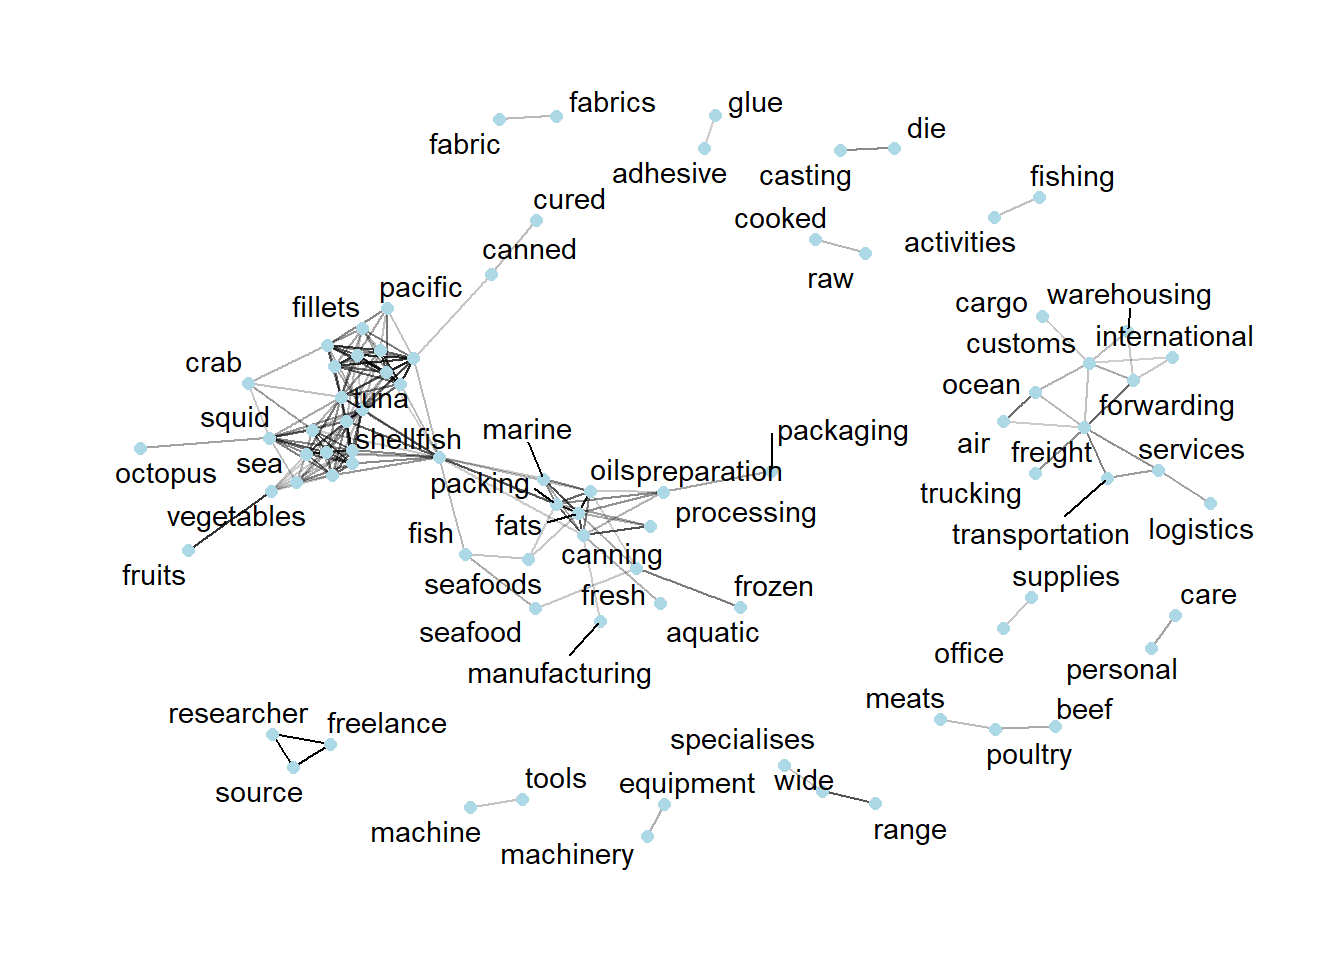 fabrics
glue
die
fabric
adhesive
casting
fishing
cured
cooked
activities
canned
raw
pacific
fillets
cargo
warehousing
customs
international
crab
ocean
tuna
squid
forwarding
shellfish
marine
packaging
air
freight
services
octopus
sea
oils
preparation
packing
trucking
vegetables
fats
processing
transportation
logistics
fish
canning
fruits
seafoods
fresh
frozen
supplies
care
seafood
aquatic
office
personal
manufacturing
meats
beef
researcher
freelance
specialises
poultry
source
tools
equipment
wide
machine
range
machinery